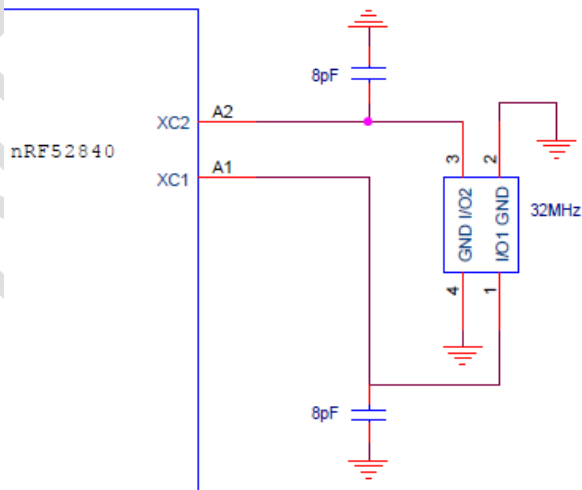 8pF
XC2 A2
nRF52840
XC1 A1
3 2
GND I/O2
I/O1 GND
32MHz
4 1
8pF